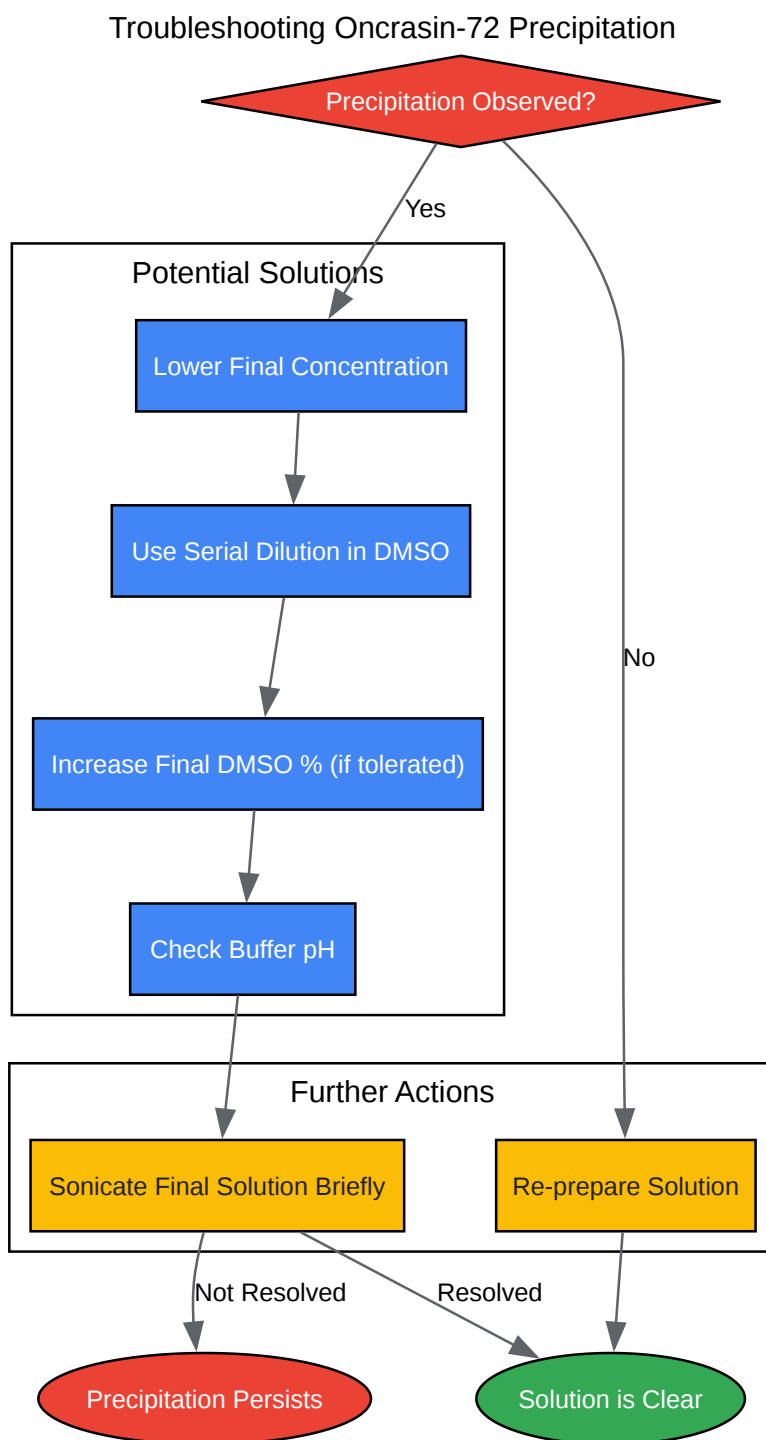 Troubleshooting Oncrasin-72 Precipitation
Precipitation Observed?
Yes
Potential Solutions
Lower Final Concentration
Use Serial Dilution in DMSO
No
Increase Final DMSO % (if tolerated)
Check Buffer pH
Further Actions
Sonicate Final Solution Briefly
Re-prepare Solution
Not Resolved
Resolved
Precipitation Persists
Solution is Clear